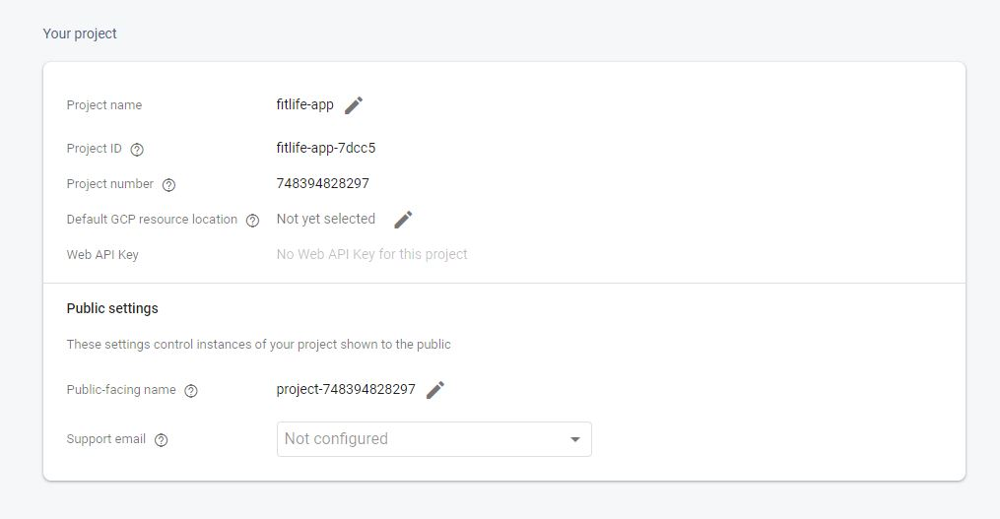 Your project
Project name fitlife-app
Project ID fitlife-app-7dcc5
Project number 748394828297
Default GCP resource location Not yet selected
Web API Key No Web API Key for this project
Public settings
These settings control instances of your project shown to the public
Public-facing name project-748394828297
Support email Not configured